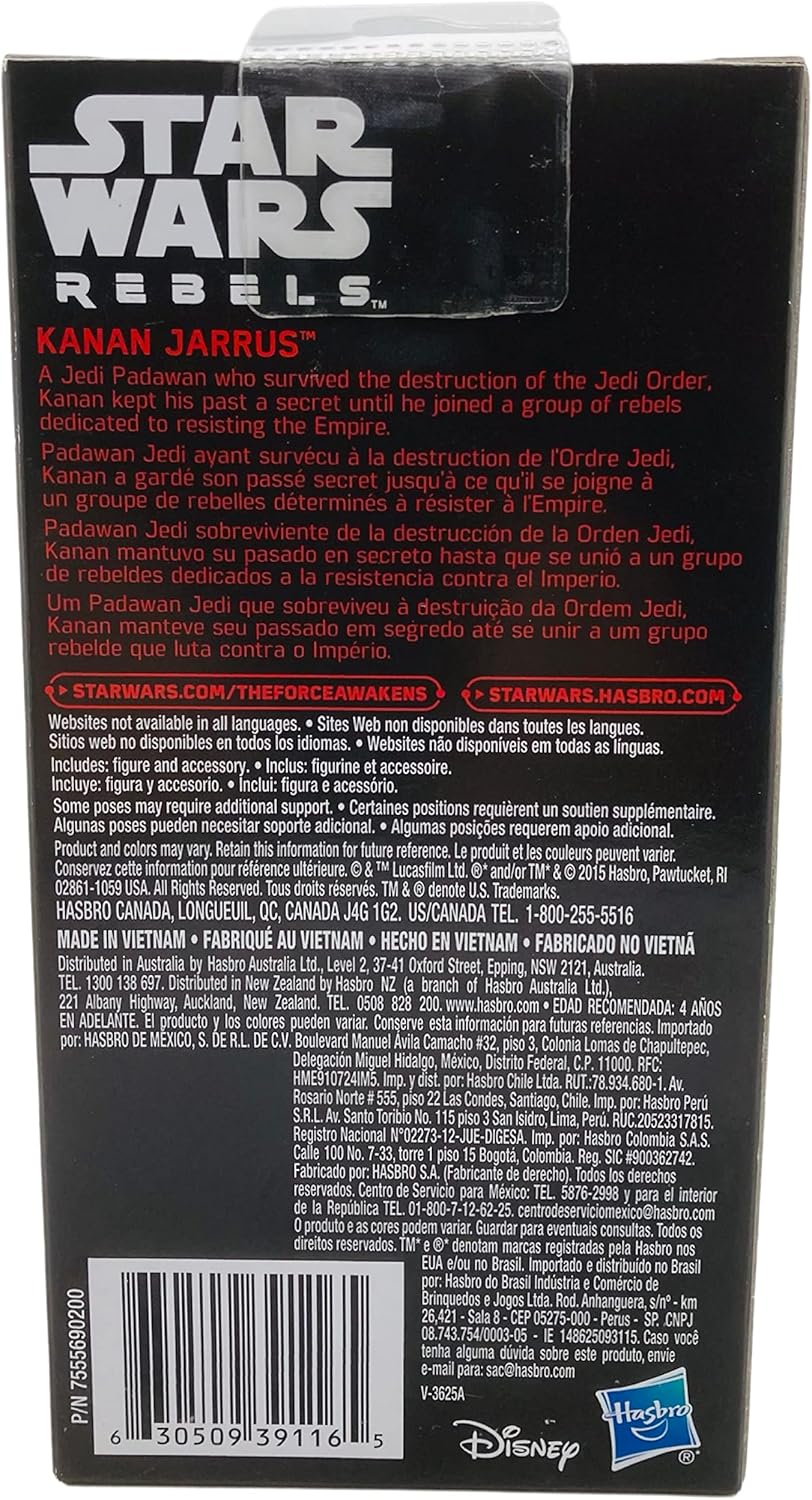 STAR
WARS
REBELS™
KANAN JARRUS™
A Jedi Padawan who survived the destruction of the Jedi Order,
Kanan kept his past a secret until he joined a group of rebels
dedicated to resisting the Empire.
Padawan Jedi ayant survécu à la destruction de l'Ordre Jedi,
Kanan a gardé son passé secret jusqu'à ce qu'il se joigne à
un groupe de rebelles déterminés à résister à l'Empire.
Padawan Jedi sobreviviente de la destrucción de la Orden Jedi,
Kanan mantuvo su pasado en secreto hasta que se unió a un grupo
de rebeldes dedicados a la resistencia contra el Imperio.
Um Padawan Jedi que sobreviveu à destruição da Ordem Jedi,
Kanan manteve seu passado em segredo até se unir a um grupo
rebelde que luta contra o Império.
STARWARS.COM/THEFORCEAWAKENS STARWARS.HASBRO.COM
Websites not available in all languages. • Sites Web non disponibles dans toutes les langues.
Sitios web no disponibles en todos los idiomas. • Websites não disponíveis em todas as línguas.
Includes: figure and accessory. • Inclus: figurine et accessoire.
Incluye: figura y accesorio. • Inclui: figura e acessório.
Some poses may require additional support. • Certaines positions requièrent un soutien supplémentaire.
Algunas poses pueden necesitar soporte adicional. • Algumas posições requerem apoio adicional.
Product and colors may vary. Retain this information for future reference. Le produit et les couleurs peuvent varier.
Conservez cette information pour référence ultérieure. © & ™ Lucasfilm Ltd. ®* and/or TM* & © 2015 Hasbro, Pawtucket, RI
02861-1059 USA. All Rights Reserved. Tous droits réservés. TM & ® denote U.S. Trademarks.
HASBRO CANADA, LONGUEUIL, QC, CANADA J4G 1G2. US/CANADA TEL. 1-800-255-5516
MADE IN VIETNAM • FABRIQUÉ AU VIETNAM • HECHO EN VIETNAM • FABRICADO NO VIETNÃ
Distributed in Australia by Hasbro Australia Ltd., Level 2, 37-41 Oxford Street, Epping, NSW 2121, Australia.
TEL. 1300 138 697. Distributed in New Zealand by Hasbro NZ (a branch of Hasbro Australia Ltd.),
221 Albany Highway, Auckland, New Zealand. TEL. 0508 828 200. www.hasbro.com • EDAD RECOMENDADA: 4 AÑOS
EN ADELANTE. El producto y los colores pueden variar. Conserve esta información para futuras referencias. Importado
por: HASBRO DE MÉXICO, S. DE R.L. DE C.V. Boulevard Manuel Ávila Camacho #32, piso 3, Colonia Lomas de Chapultepec,
Delegación Miguel Hidalgo, México, Distrito Federal, C.P. 11000. RFC:
HME910724IM5. Imp. y dist. por: Hasbro Chile Ltda. RUT.:78.934.680-1. Av.
Rosario Norte # 555, piso 22 Las Condes, Santiago, Chile. Imp. por: Hasbro Perú
S.R.L. Av. Santo Toribio No. 115 piso 3 San Isidro, Lima, Perú. RUC.20523317815.
Registro Nacional N°02273-12-JUE-DIGESA. Imp. por: Hasbro Colombia S.A.S.
Calle 100 No. 7-33, torre 1 piso 15 Bogotá, Colombia. Reg. SIC #900362742.
Fabricado por: HASBRO S.A. (Fabricante de derecho). Todos los derechos
reservados. Centro de Servicio para México: TEL. 5876-2998 y para el interior
de la República TEL. 01-800-7-12-62-25. centrodeserviciomexico@hasbro.com
O produto e as cores podem variar. Guardar para eventuais consultas. Todos os
direitos reservados. TM* e ®* denotam marcas registradas pela Hasbro nos
EUA e/ou no Brasil. Importado e distribuído no Brasil
por: Hasbro do Brasil Indústria e Comércio de
Brinquedos e Jogos Ltda. Rod. Anhanguera, s/nº - km
26,421 - Sala 8 - CEP 05275-000 - Perus - SP. CNPJ
08.743.754/0003-05 - IE 148625093115. Caso você
tenha alguma dúvida sobre este produto, envie
e-mail para: sac@hasbro.com
V-3625A
P/N 7555690200
6 30509 39116 5
Disney
Hasbro®